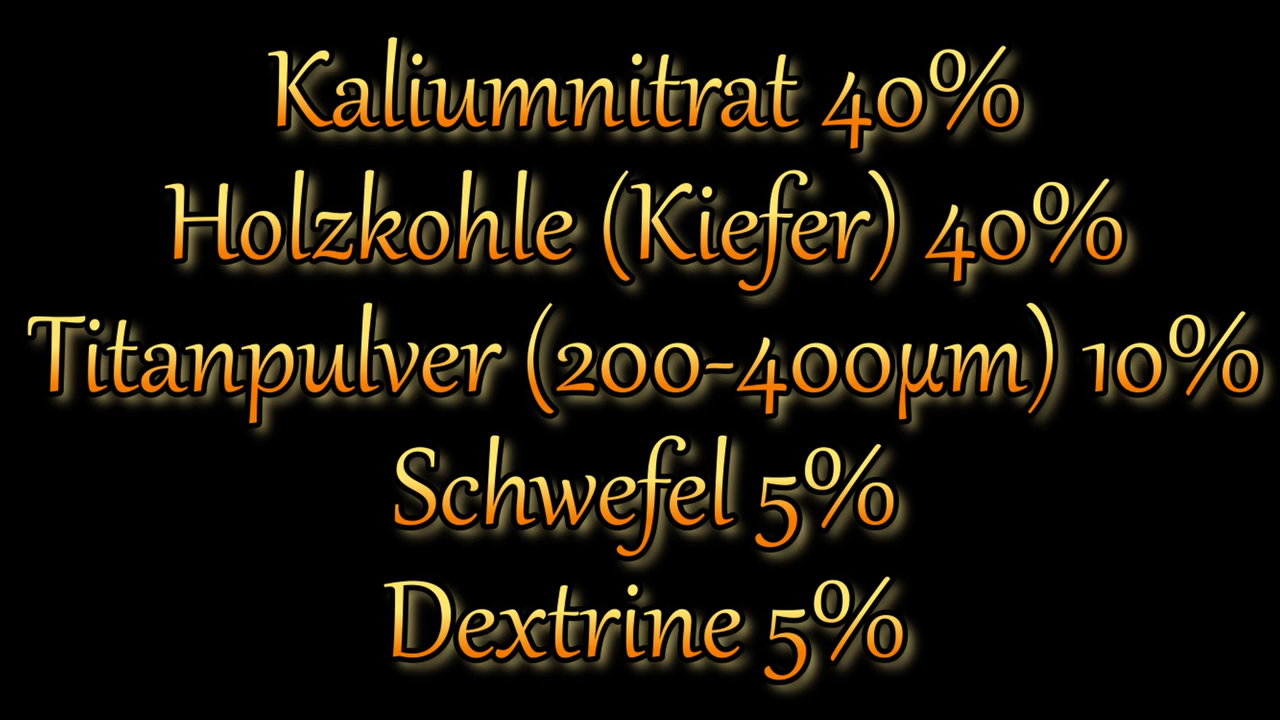 Kaliumnitrat 40%
Holzkohle (Kiefer) 40%
Titanpulver (200-400µm) 10%
Schwefel 5%
Dextrine 5%